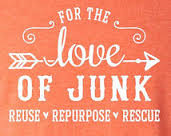 FOR THE
love
OF JUNK
REUSE ♥ REPURPOSE ♥ RESCUE